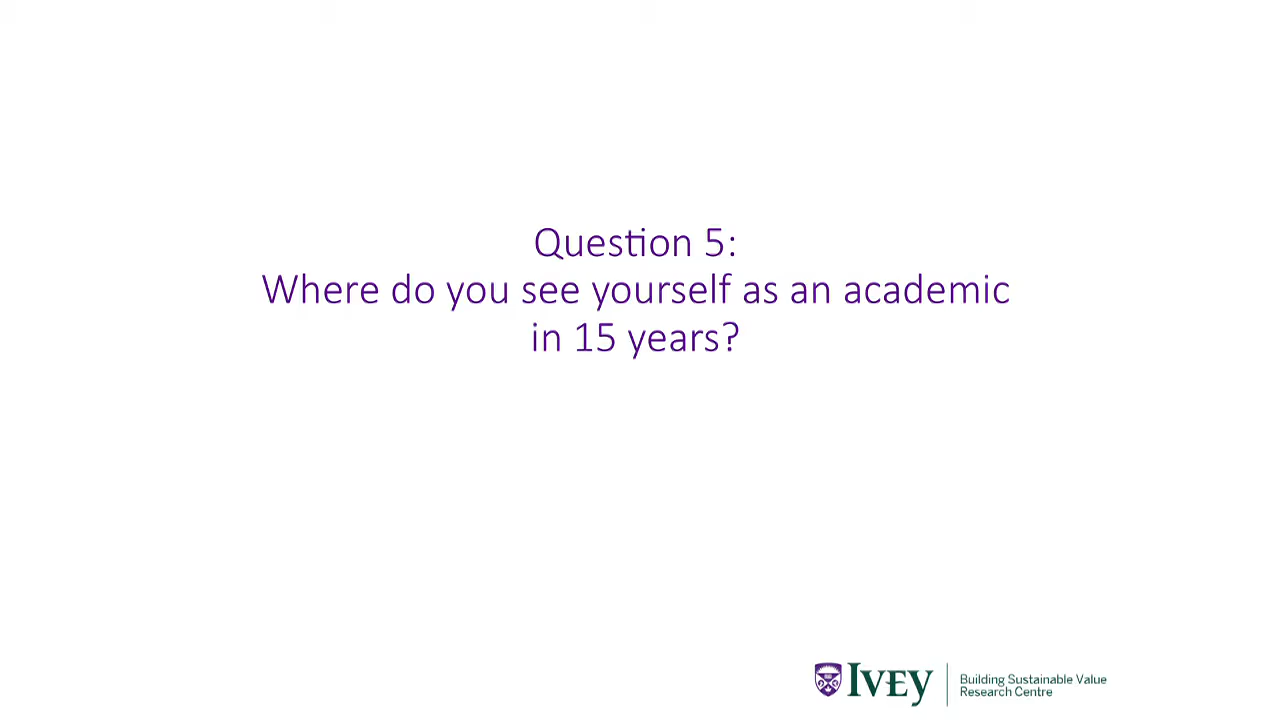 Question 5:
Where do you see yourself as an academic
in 15 years?
IVEY
Building Sustainable Value
Research Centre